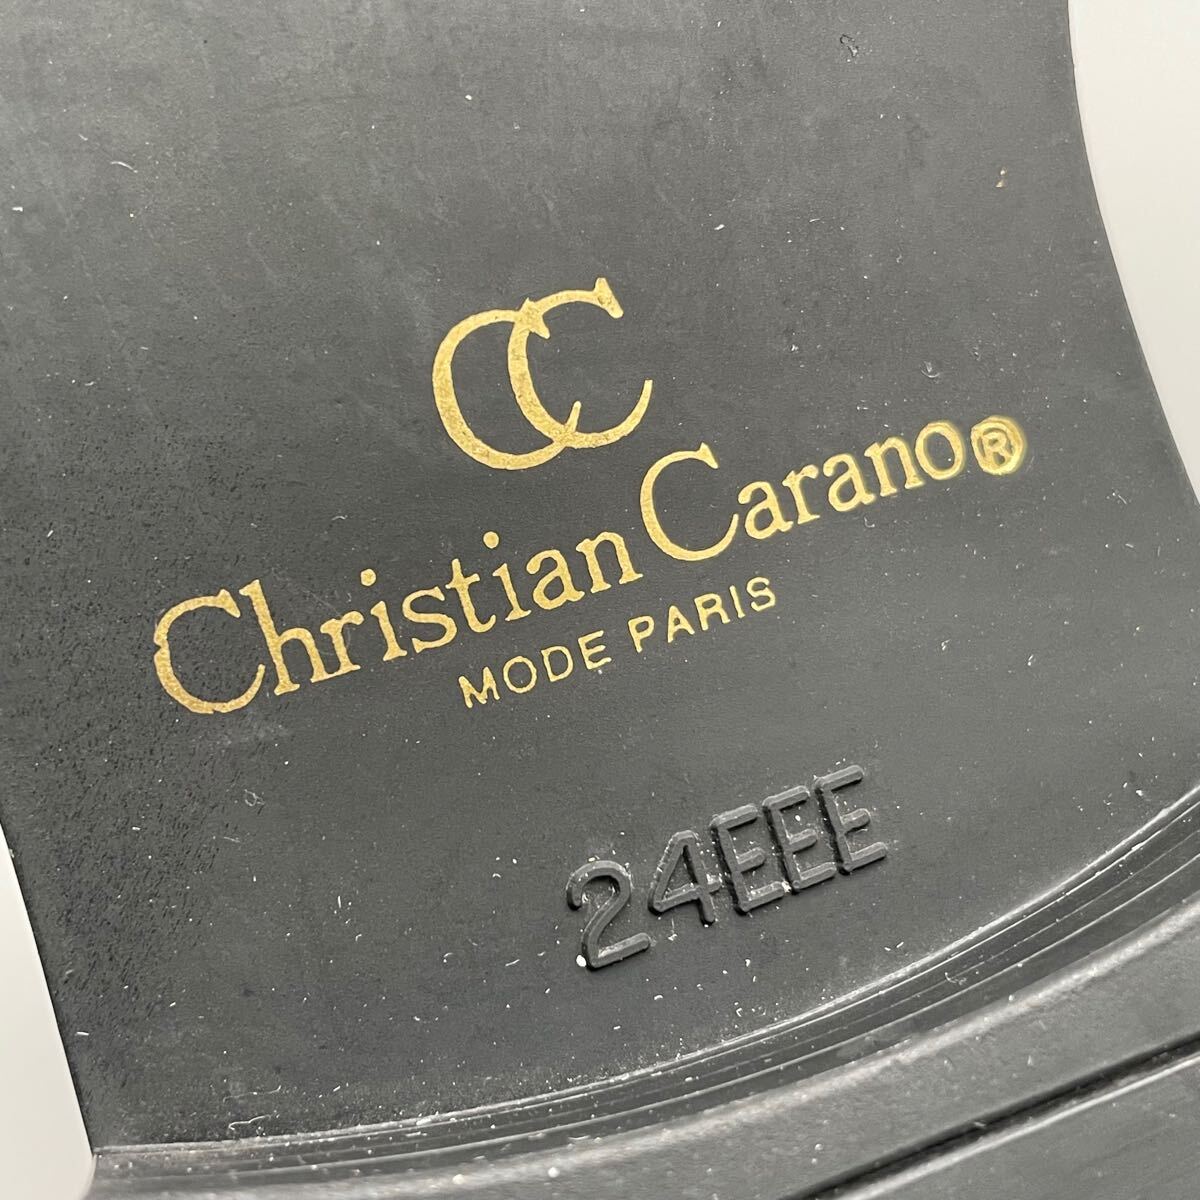 CC
Christian Carano®
MODE PARIS
24EEE